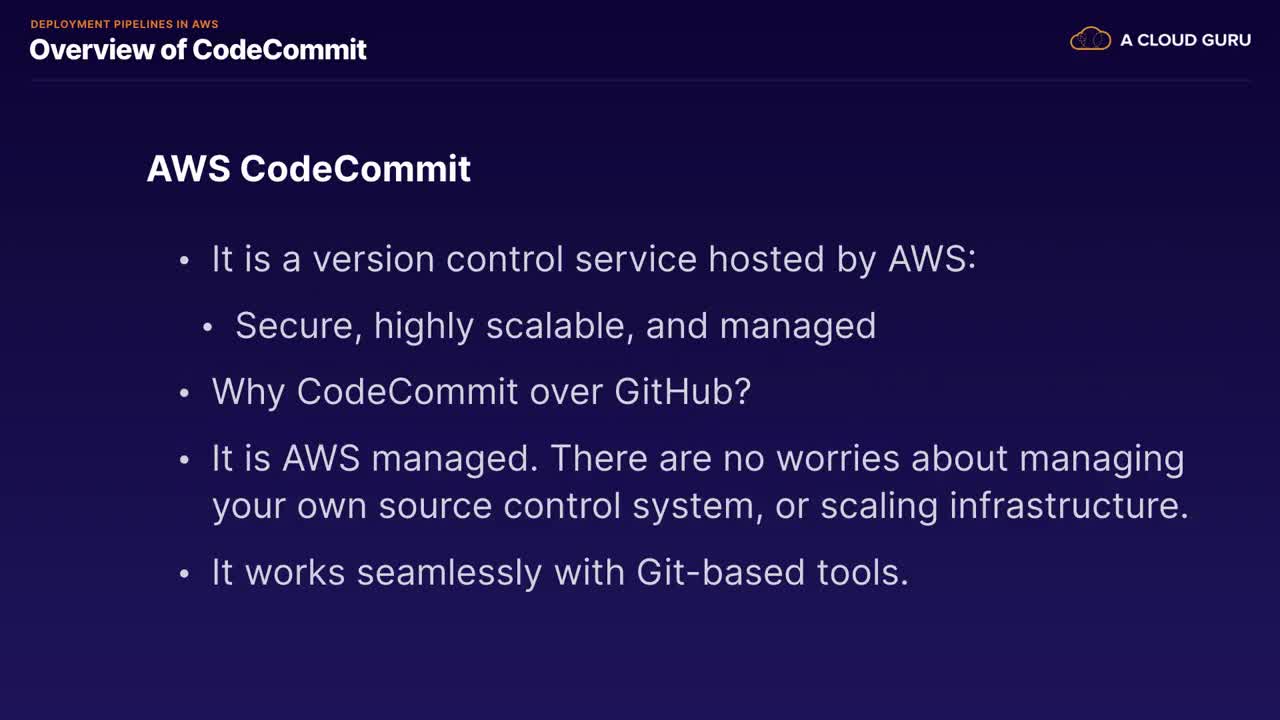 DEPLOYMENT PIPELINES IN AWS
Overview of CodeCommit
A CLOUD GURU
AWS CodeCommit
• It is a version control service hosted by AWS:
• Secure, highly scalable, and managed
• Why CodeCommit over GitHub?
• It is AWS managed. There are no worries about managing
your own source control system, or scaling infrastructure.
• It works seamlessly with Git-based tools.